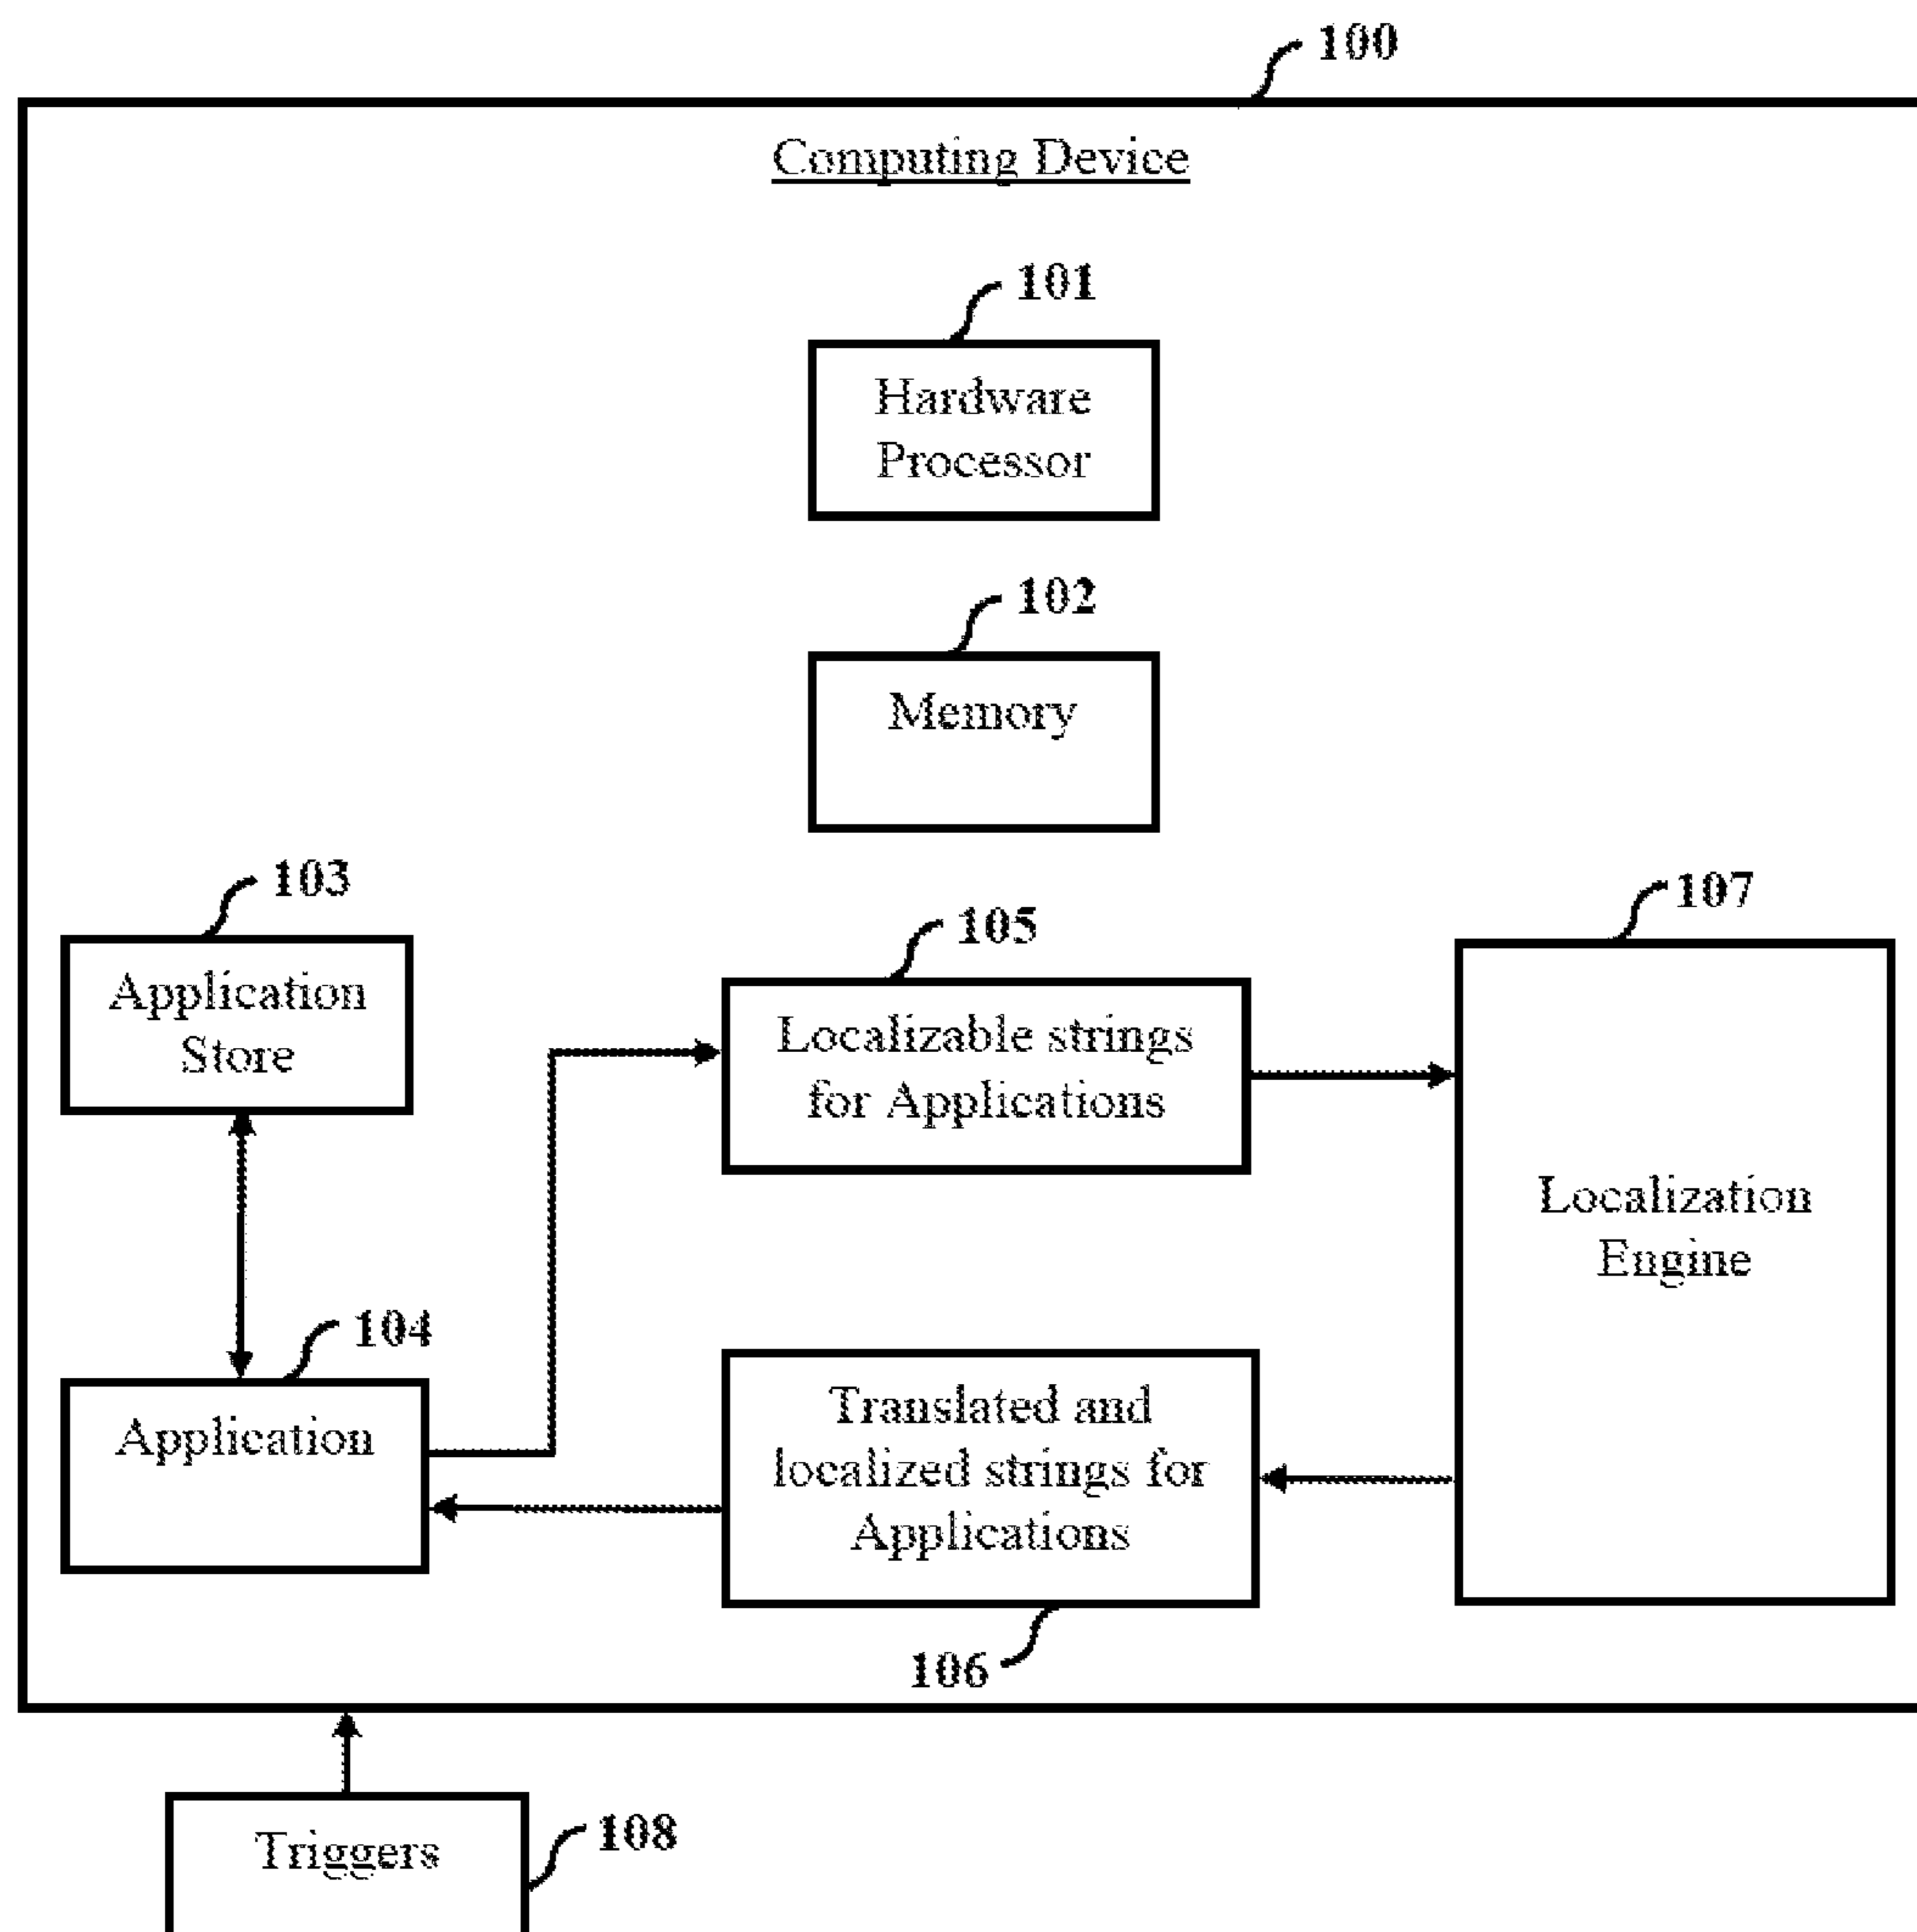 100
Computing Device
101
Hardware
Processor
102
Memory
103
Application
Store
105
Localizable strings
for Applications
107
Localization
Engine
104
Application
Translated and
localized strings for
Applications
106
Triggers
108